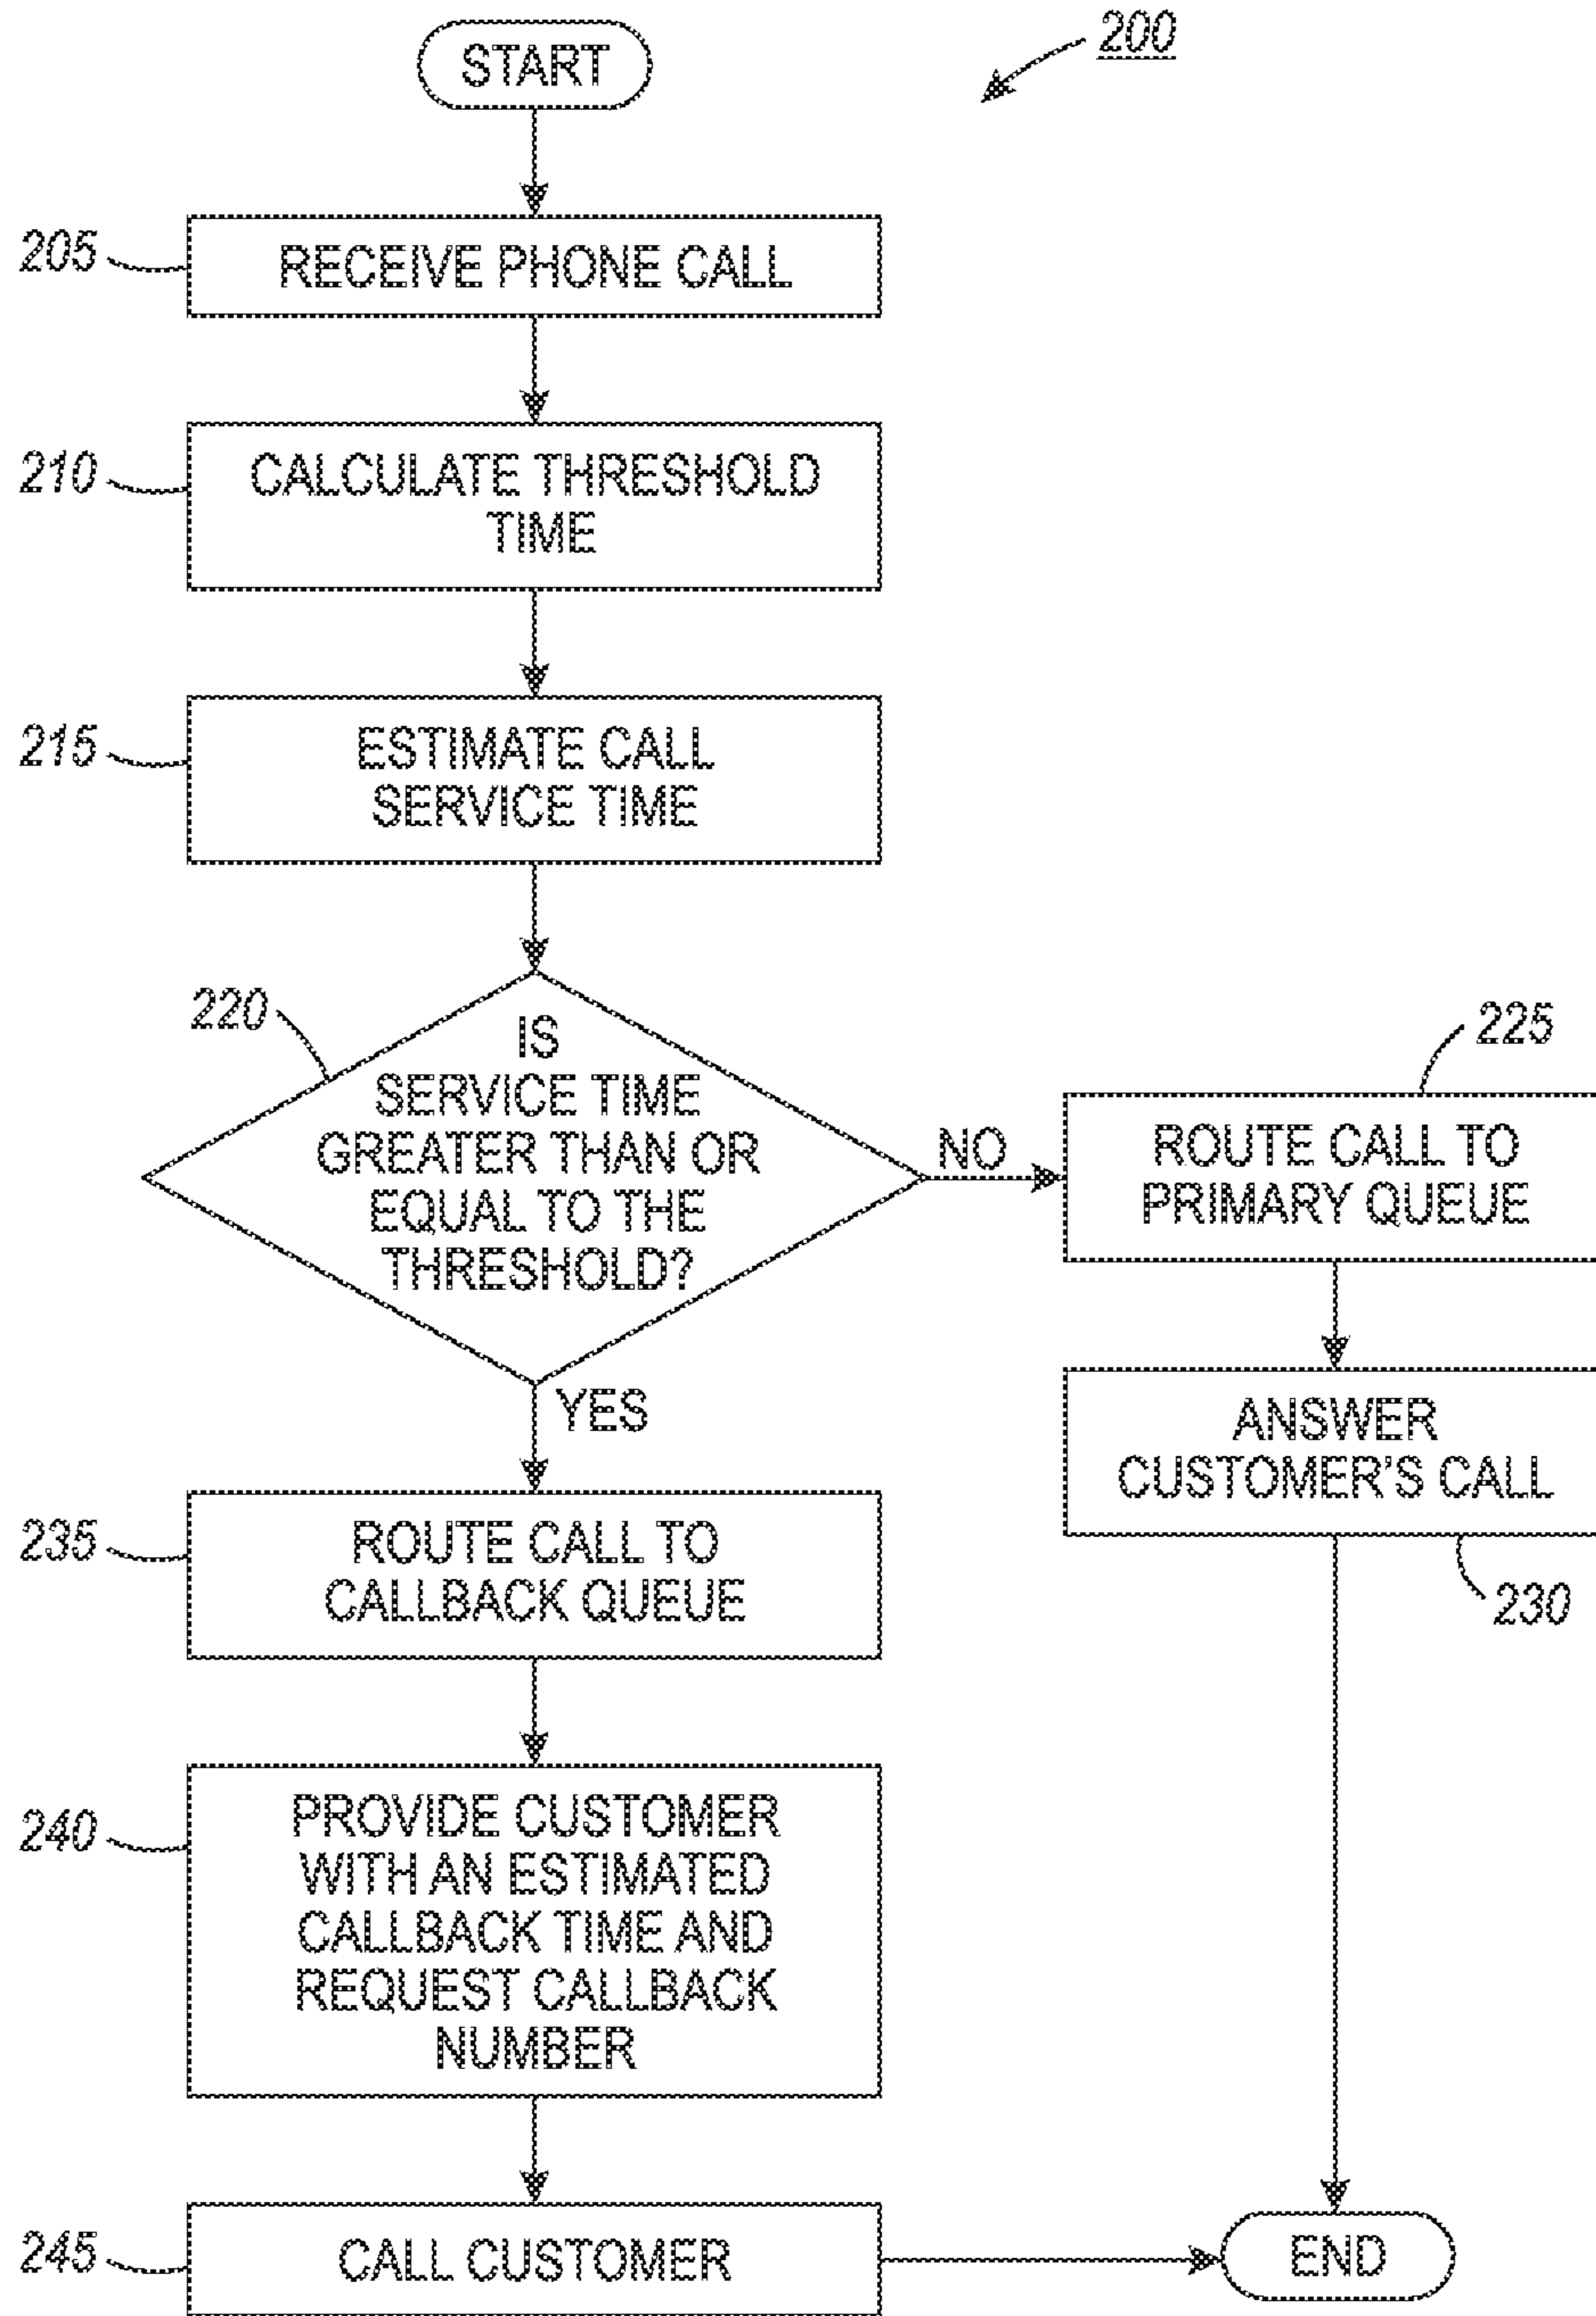 START
200
205
RECEIVE PHONE CALL
210
CALCULATE THRESHOLD
TIME
215
ESTIMATE CALL
SERVICE TIME
220
IS
SERVICE TIME
GREATER THAN OR
EQUAL TO THE
THRESHOLD?
NO
225
ROUTE CALL TO
PRIMARY QUEUE
ANSWER
CUSTOMER'S CALL
230
YES
235
ROUTE CALL TO
CALLBACK QUEUE
240
PROVIDE CUSTOMER
WITH AN ESTIMATED
CALLBACK TIME AND
REQUEST CALLBACK
NUMBER
245
CALL CUSTOMER
END